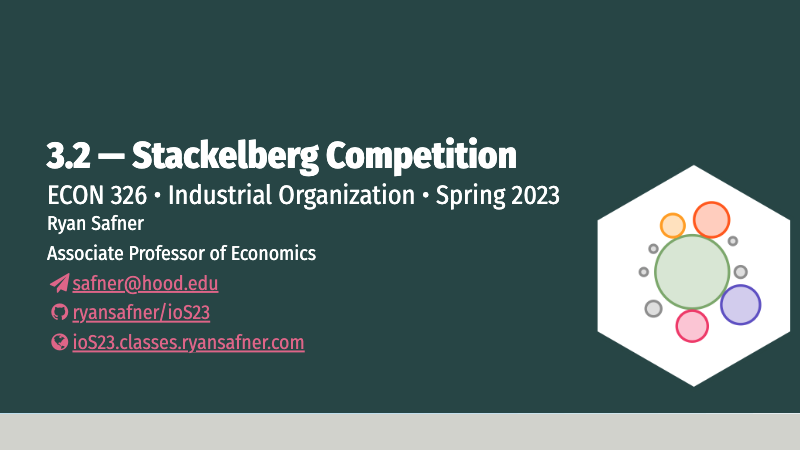 3.2 — Stackelberg Competition
ECON 326 • Industrial Organization • Spring 2023
Ryan Safner
Associate Professor of Economics
safner@hood.edu
ryansafner/ioS23
ioS23.classes.ryansafner.com